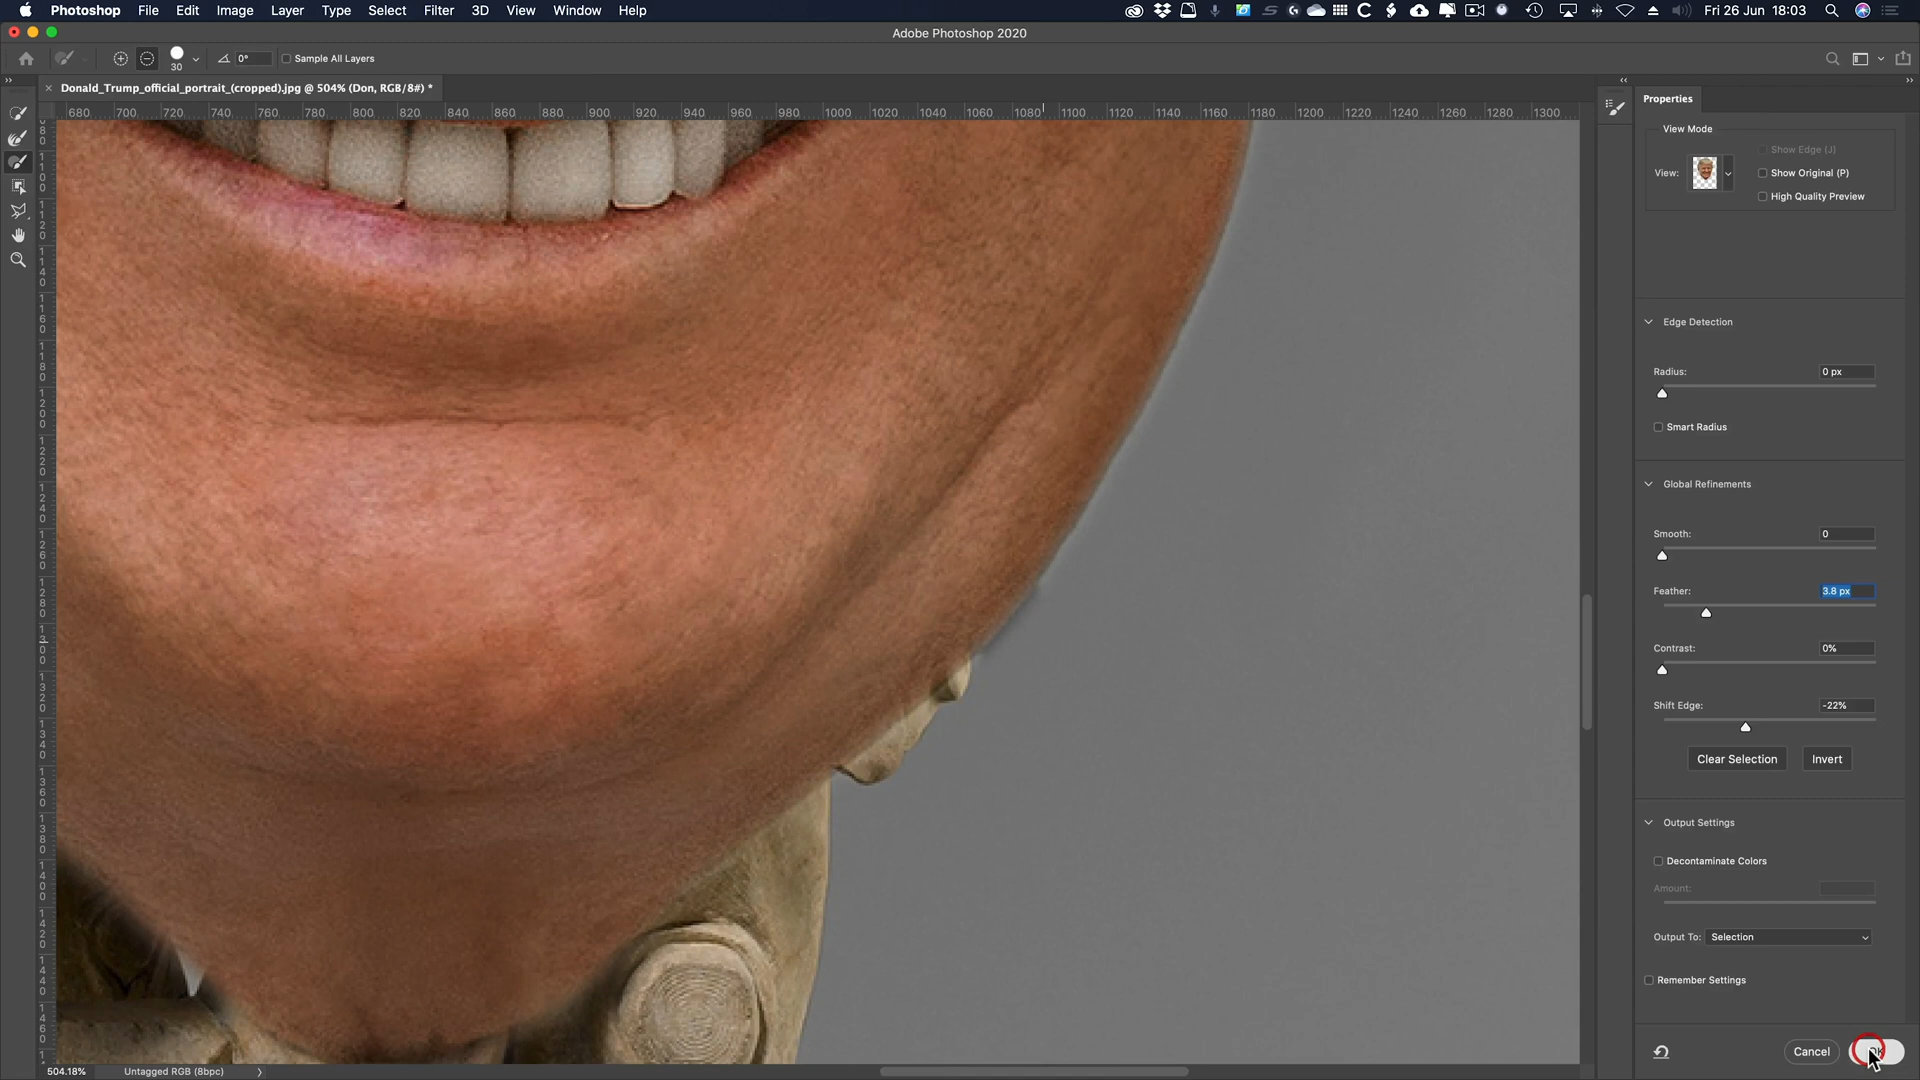 Photoshop File Edit Image Layer Type Select Filter 3D View Window Help Fri 26 Jun 18:03
Adobe Photoshop 2020
30 0° Sample All Layers
Donald_Trump_official_portrait_(cropped).jpg @ 504% (Don, RGB/8#) *
680 700 720 740 760 780 800 820 840 860 880 900 920 940 960 980 1000 1020 1040 1060 1080 1100 1120 1140 1160 1180 1200 1220 1240 1260 1280 1300
Properties
View Mode
Show Edge (J)
View: Show Original (P)
High Quality Preview
Edge Detection
Radius: 0 px
Smart Radius
Global Refinements
Smooth: 0
Feather: 3.8 px
Contrast: 0%
Shift Edge: -22%
Clear Selection Invert
Output Settings
Decontaminate Colors
Amount:
Output To: Selection
Remember Settings
Cancel
504.18% Untagged RGB (8bpc)